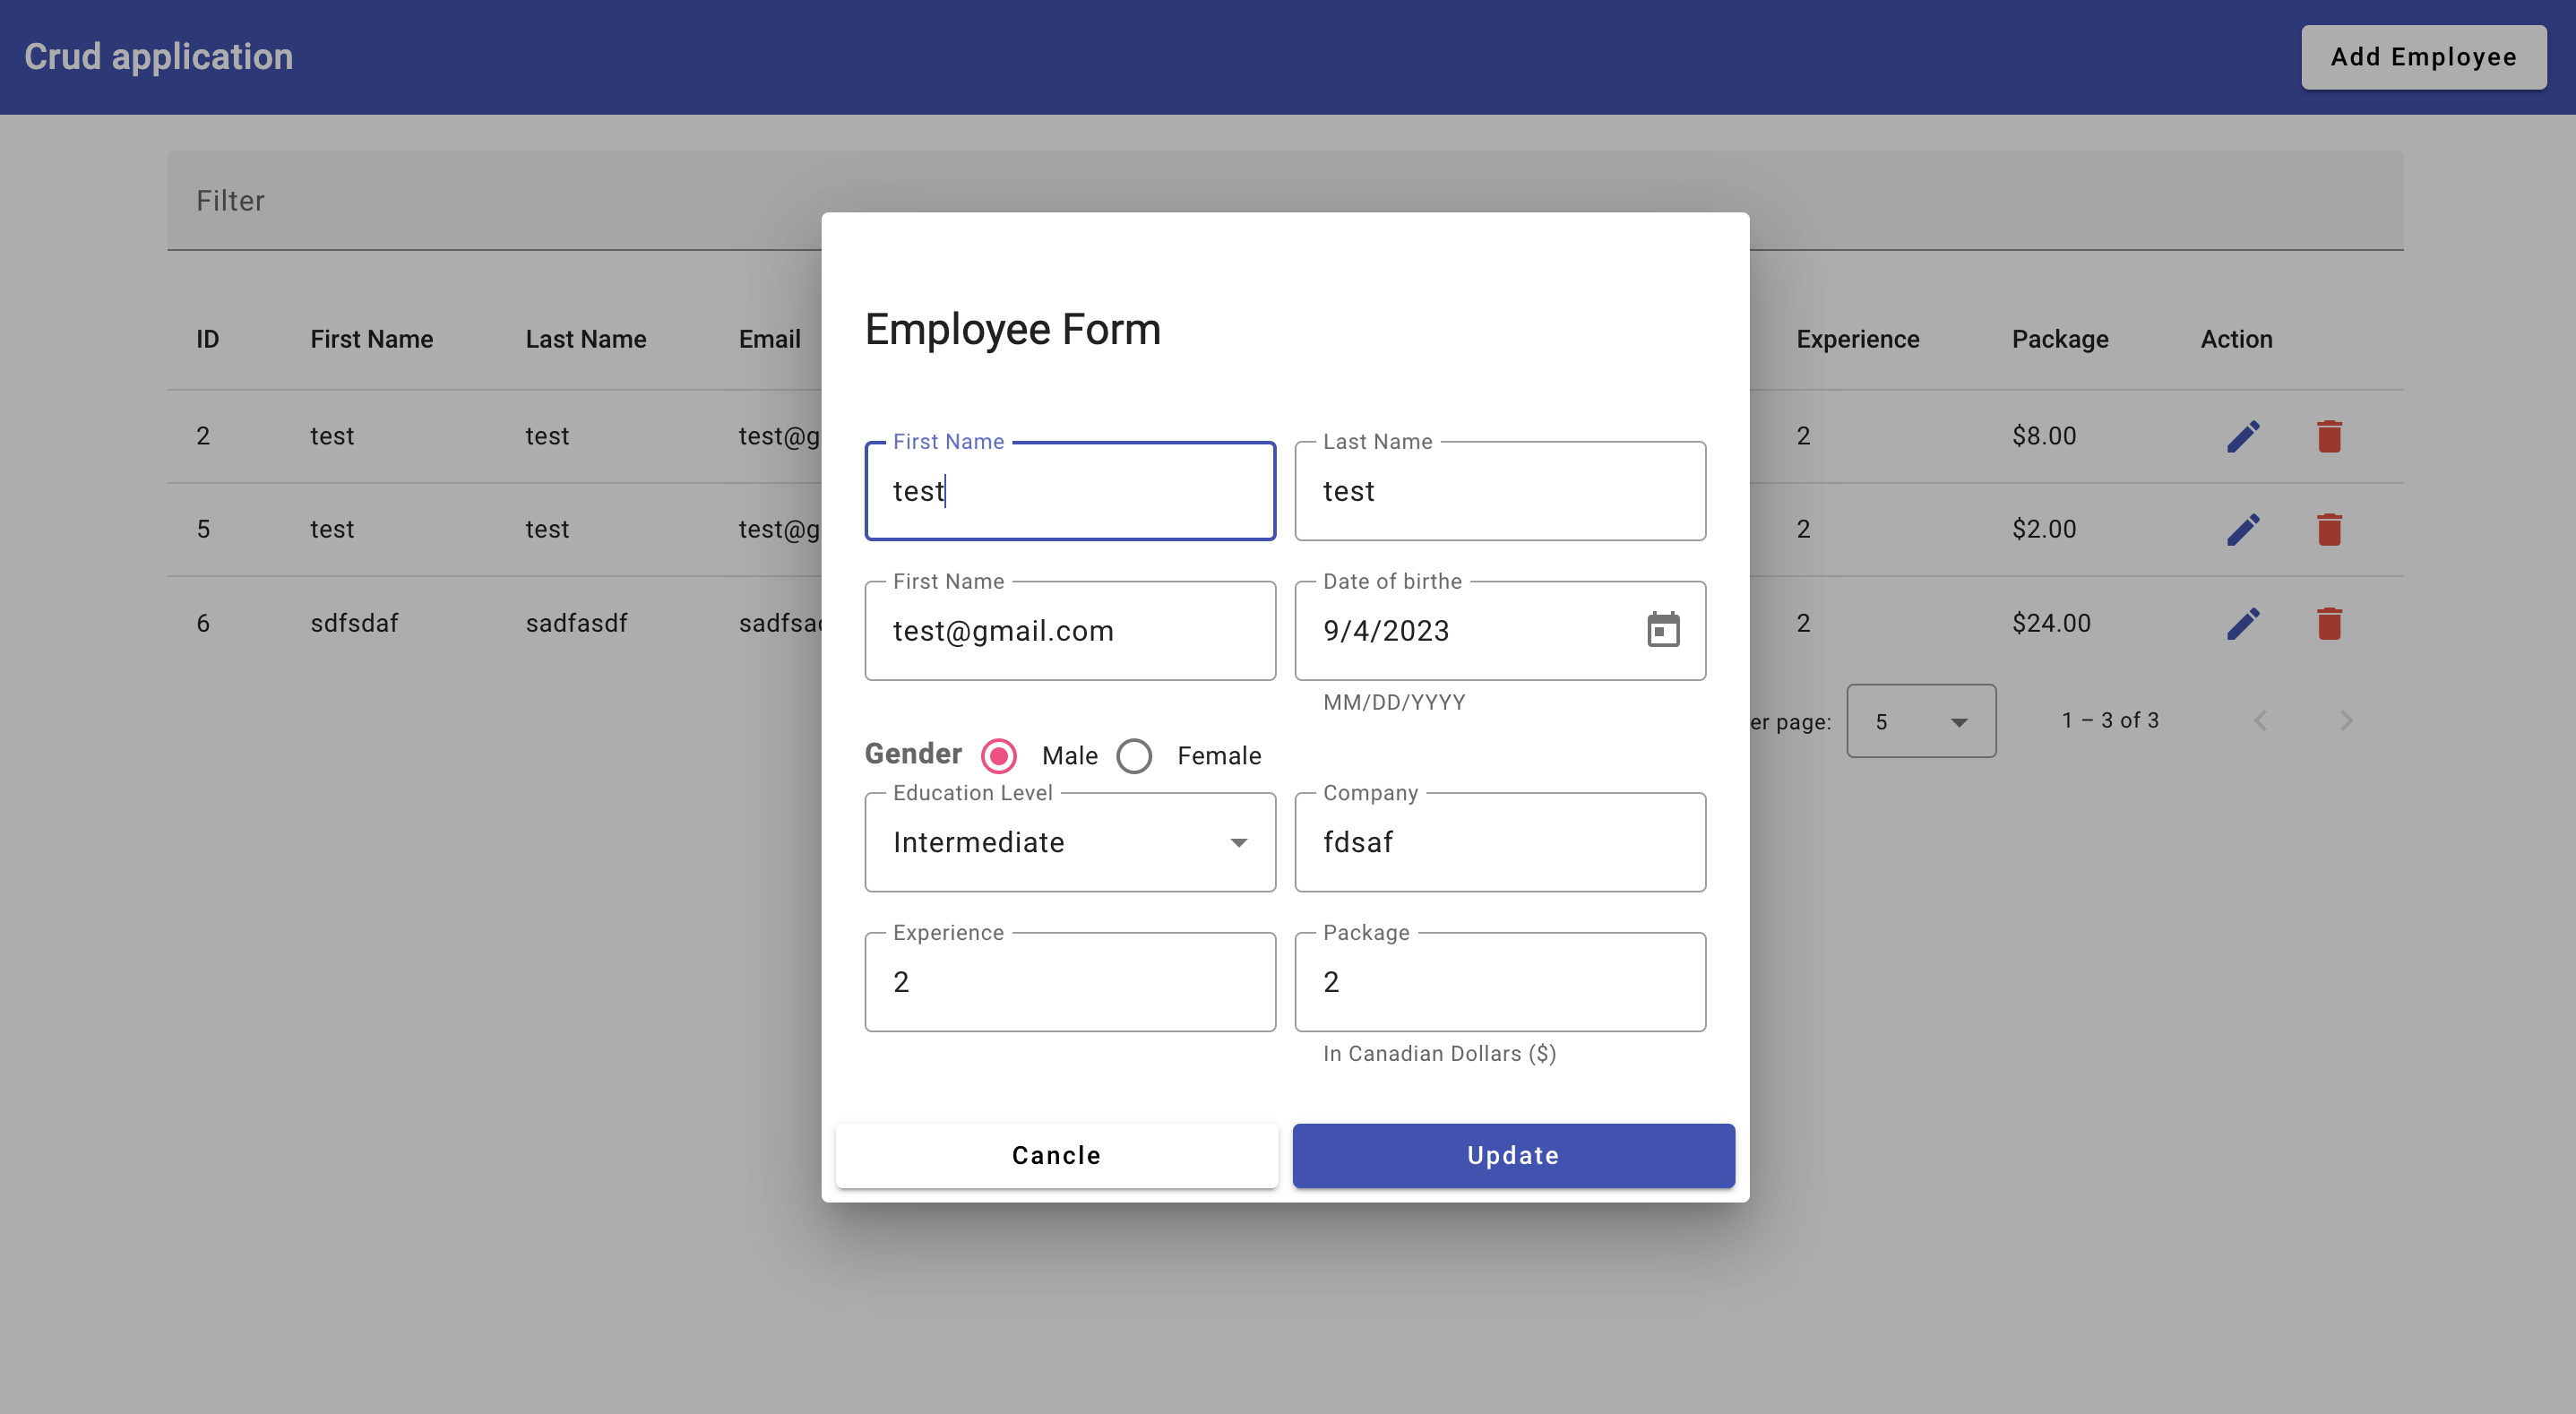 Crud application
Add Employee
Filter
ID First Name Last Name Email Experience Package Action
2 test test test@g 2 $8.00
5 test test test@g 2 $2.00
6 sdfsdaf sadfasdf sadfsa 2 $24.00
er page: 5 1 – 3 of 3
Employee Form
First Name Last Name
test test
First Name Date of birthe
test@gmail.com 9/4/2023
MM/DD/YYYY
Gender Male Female
Education Level Company
Intermediate fdsaf
Experience Package
2 2
In Canadian Dollars ($)
Cancle Update